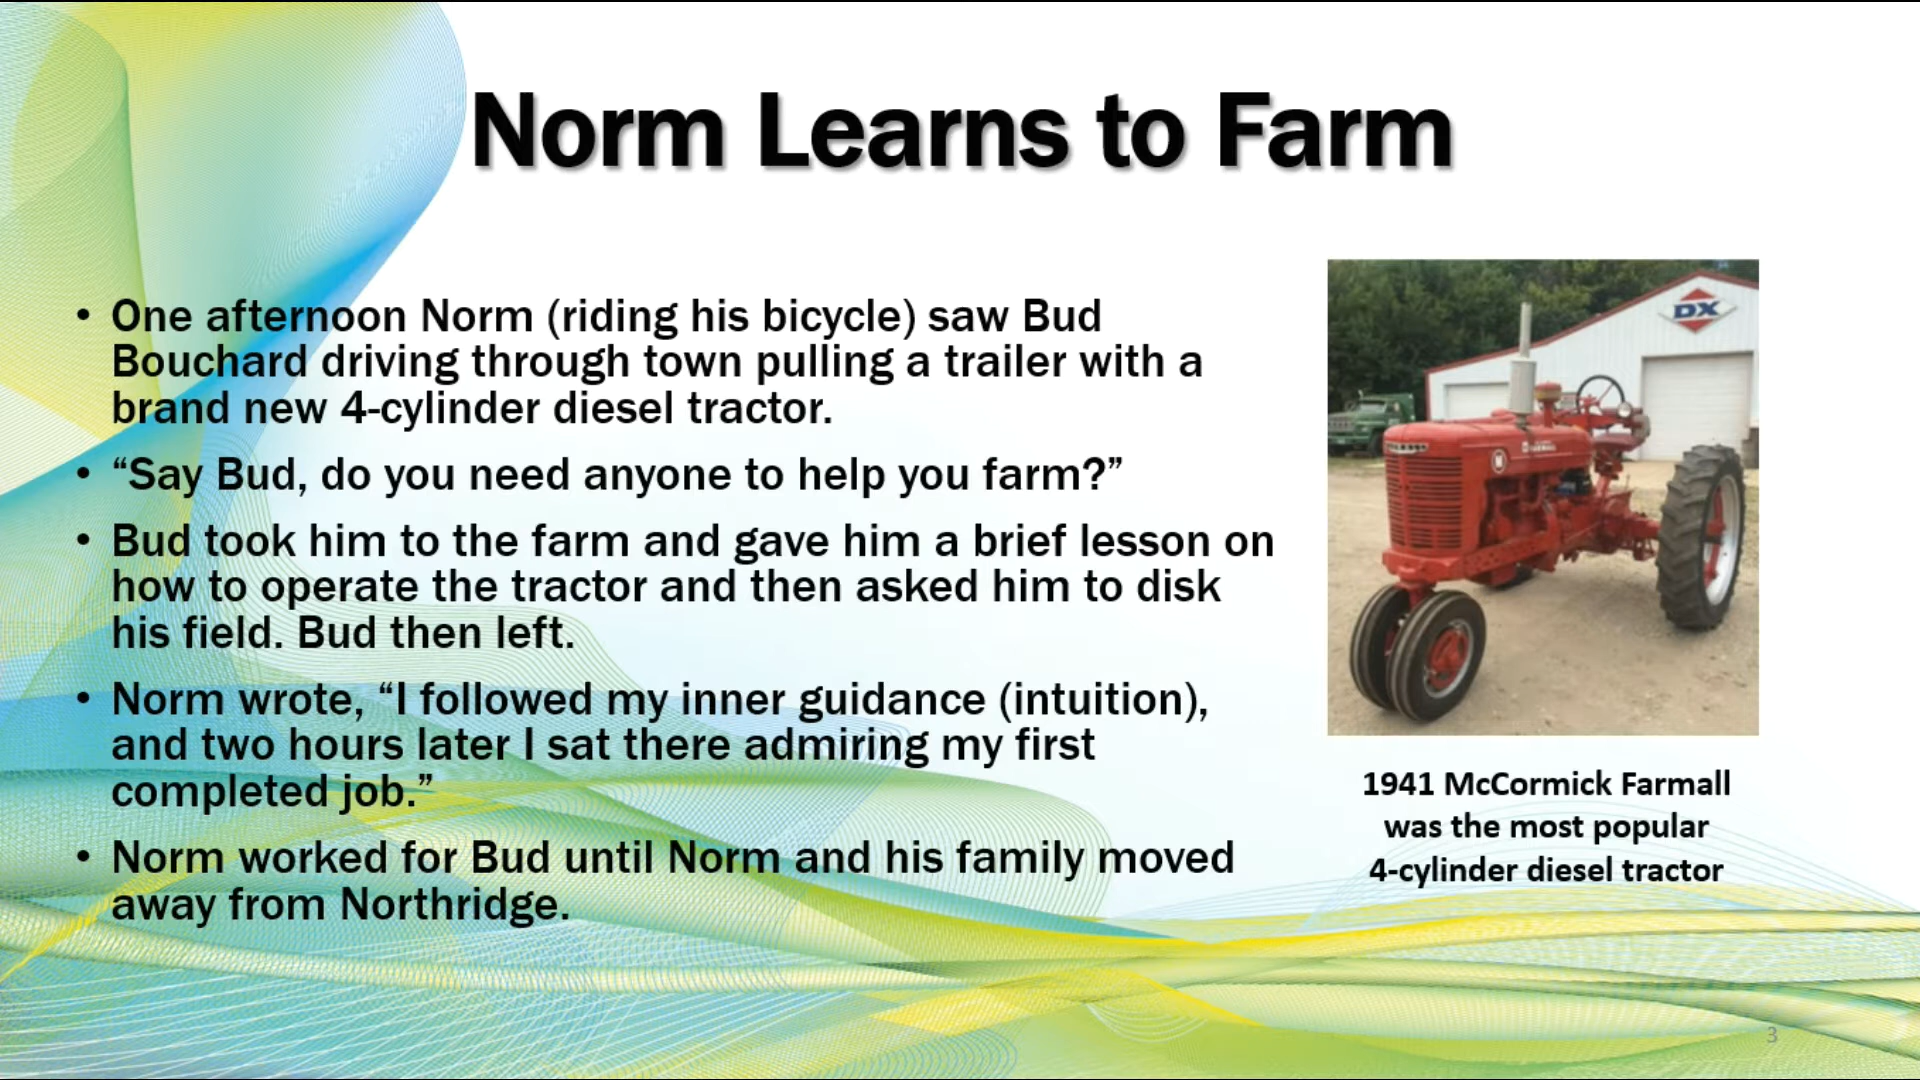 Norm Learns to Farm
• One afternoon Norm (riding his bicycle) saw Bud
Bouchard driving through town pulling a trailer with a
brand new 4-cylinder diesel tractor.
• “Say Bud, do you need anyone to help you farm?”
• Bud took him to the farm and gave him a brief lesson on
how to operate the tractor and then asked him to disk
his field. Bud then left.
• Norm wrote, “I followed my inner guidance (intuition),
and two hours later I sat there admiring my first
completed job.”
• Norm worked for Bud until Norm and his family moved
away from Northridge.
DX
1941 McCormick Farmall
was the most popular
4-cylinder diesel tractor
3